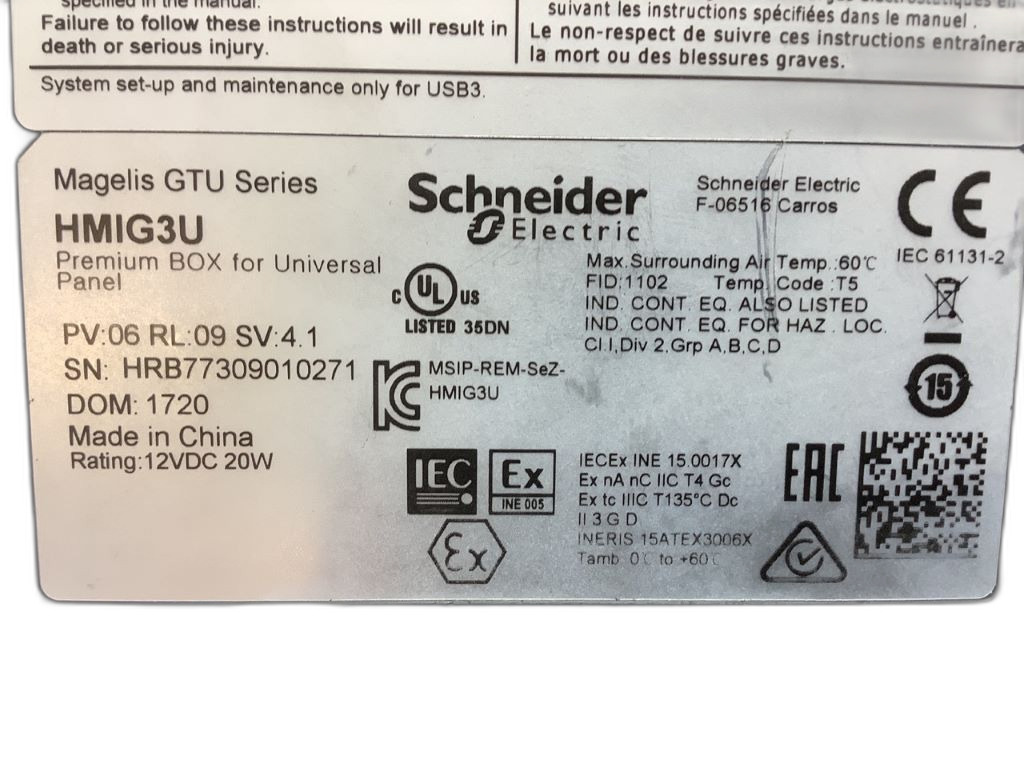 specified in the manual.
Failure to follow these instructions will result in
death or serious injury.
suivant les instructions spécifiées dans le manuel .
Le non-respect de suivre ces instructions entraînera
la mort ou des blessures graves.
System set-up and maintenance only for USB3.
Magelis GTU Series
HMIG3U
Premium BOX for Universal
Panel
PV:06 RL:09 SV:4.1
SN: HRB77309010271
DOM: 1720
Made in China
Rating:12VDC 20W
Schneider
Electric
C UL US
LISTED 35DN
MSIP-REM-SeZ-
HMIG3U
Schneider Electric
F-06516 Carros
CE
IEC 61131-2
Max.Surrounding Air Temp.:60℃
FID:1102 Temp. Code :T5
IND. CONT. EQ. ALSO LISTED
IND. CONT. EQ. FOR HAZ . LOC.
Cl.I,Div 2,Grp A,B,C,D
15
IEC
Ex
INE 005
Ex
IECEx INE 15.0017X
Ex nA nC IIC T4 Gc
Ex tc IIIC T135°C Dc
II 3 G D
INERIS 15ATEX3006X
Tamb 0℃ to +60℃
EAC